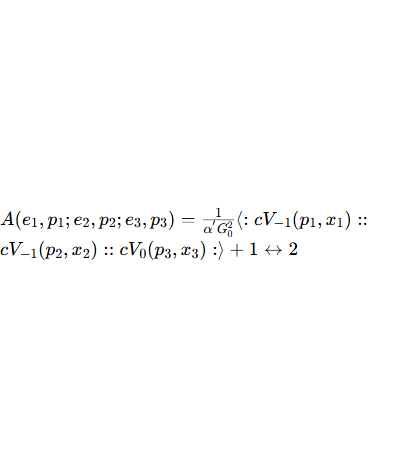 \(A(e_1, p_1; e_2, p_2; e_3, p_3) = \frac{1}{\alpha' G_0^2} \langle : cV_{-1}(p_1, x_1) ::\)
\(cV_{-1}(p_2, x_2) :: cV_0(p_3, x_3) : \rangle + 1 \leftrightarrow 2\)